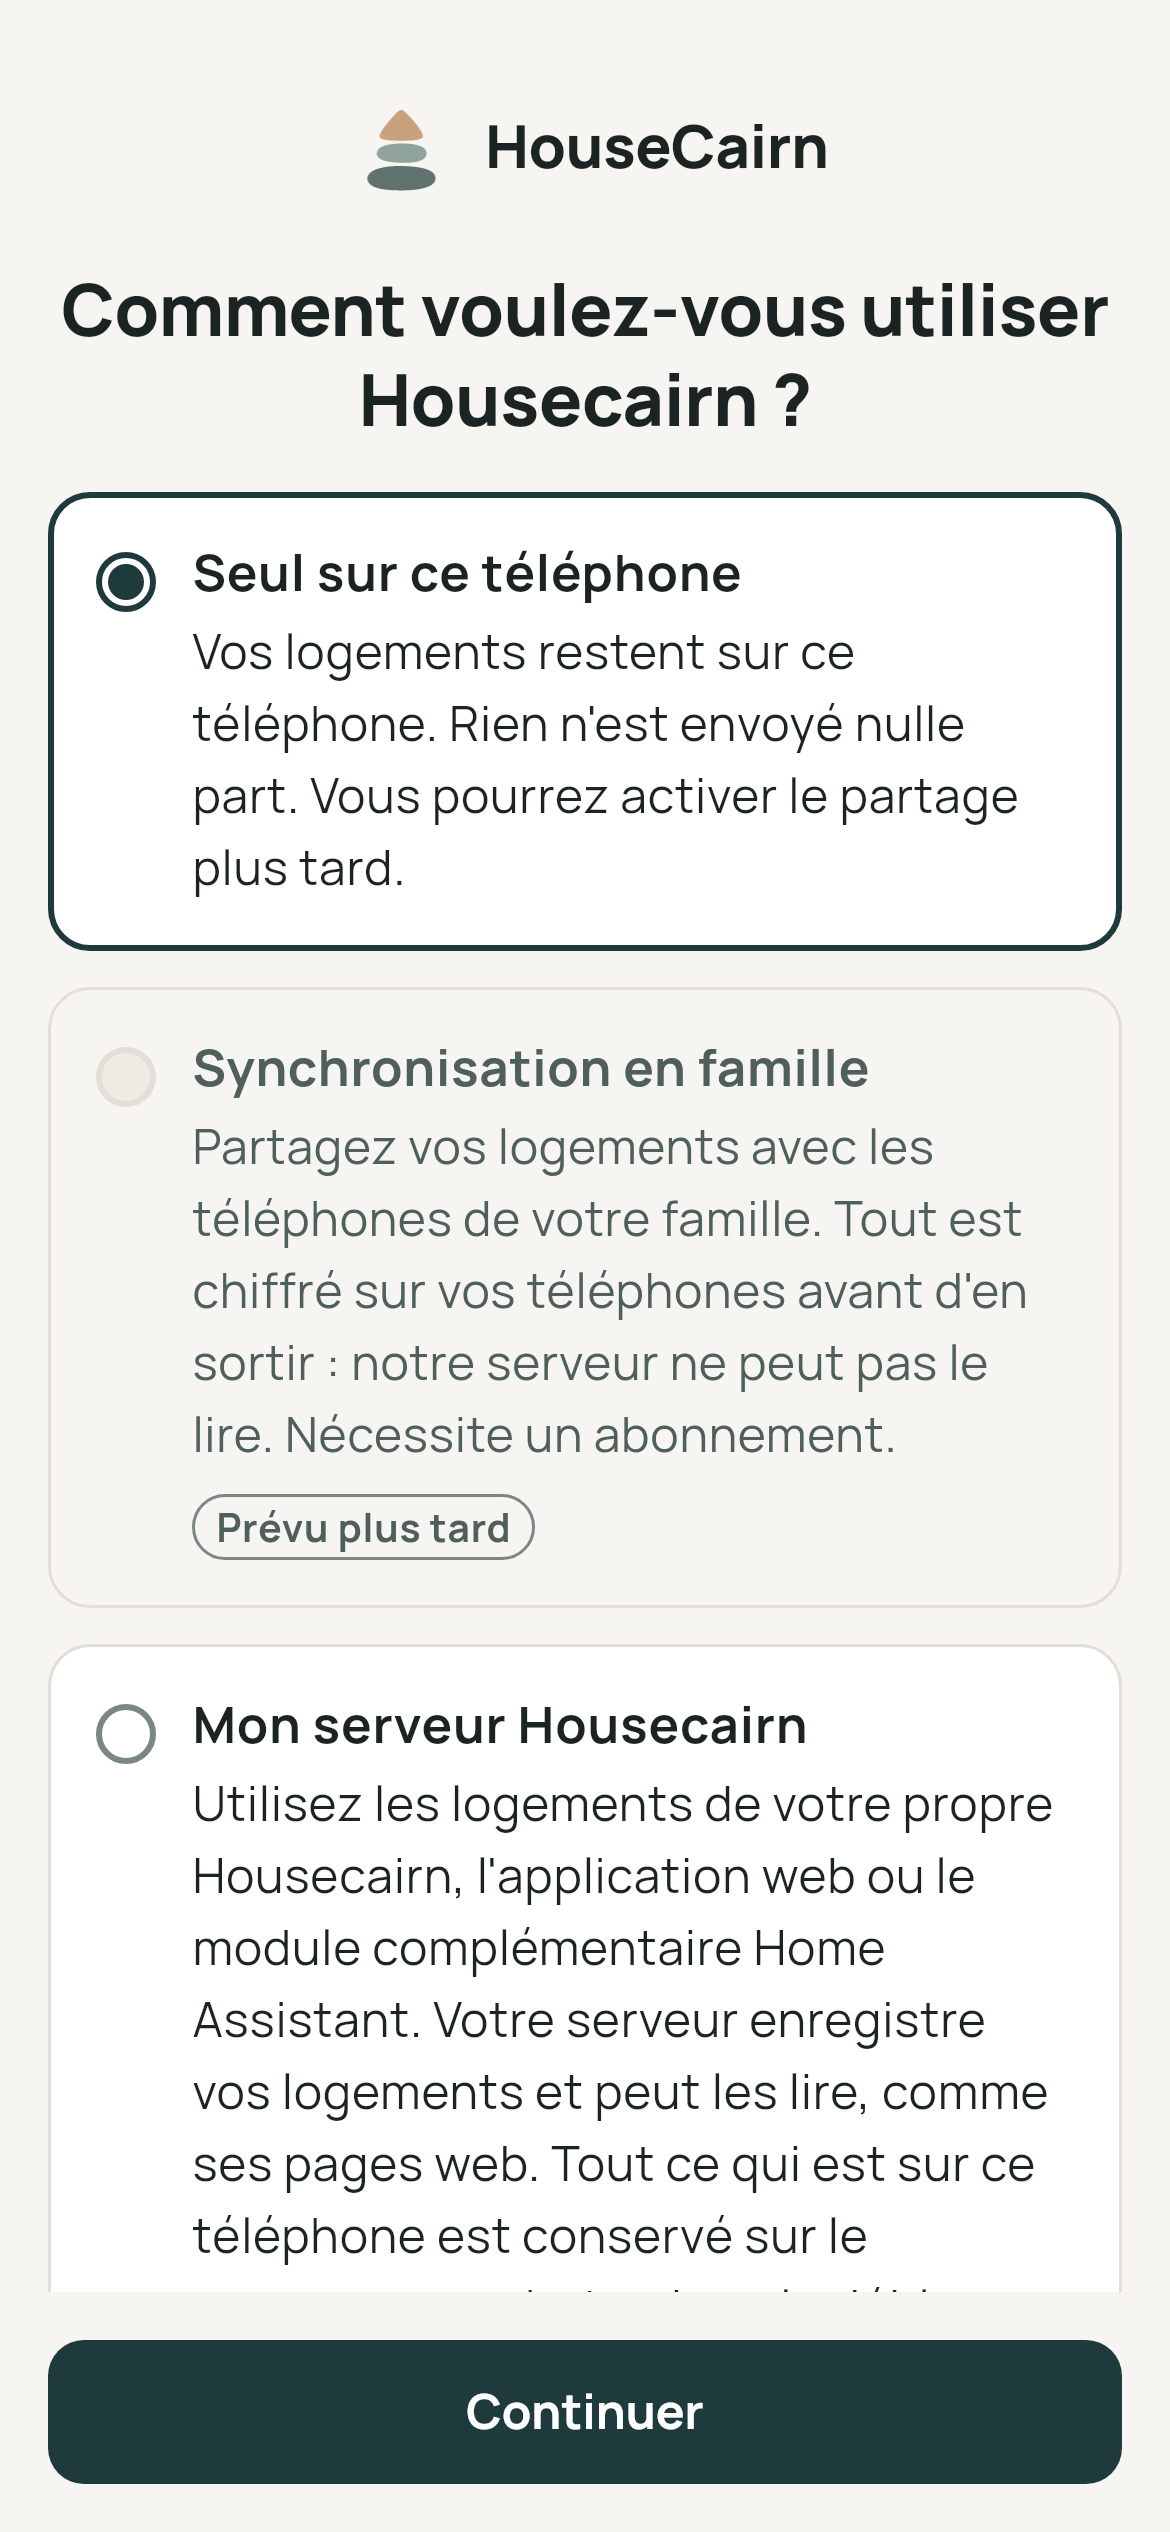 HouseCairn
Comment voulez-vous utiliser
Housecairn ?
Seul sur ce téléphone
Vos logements restent sur ce
téléphone. Rien n'est envoyé nulle
part. Vous pourrez activer le partage
plus tard.
Synchronisation en famille
Partagez vos logements avec les
téléphones de votre famille. Tout est
chiffré sur vos téléphones avant d'en
sortir : notre serveur ne peut pas le
lire. Nécessite un abonnement.
Prévu plus tard
Mon serveur Housecairn
Utilisez les logements de votre propre
Housecairn, l'application web ou le
module complémentaire Home
Assistant. Votre serveur enregistre
vos logements et peut les lire, comme
ses pages web. Tout ce qui est sur ce
téléphone est conservé sur le
Continuer